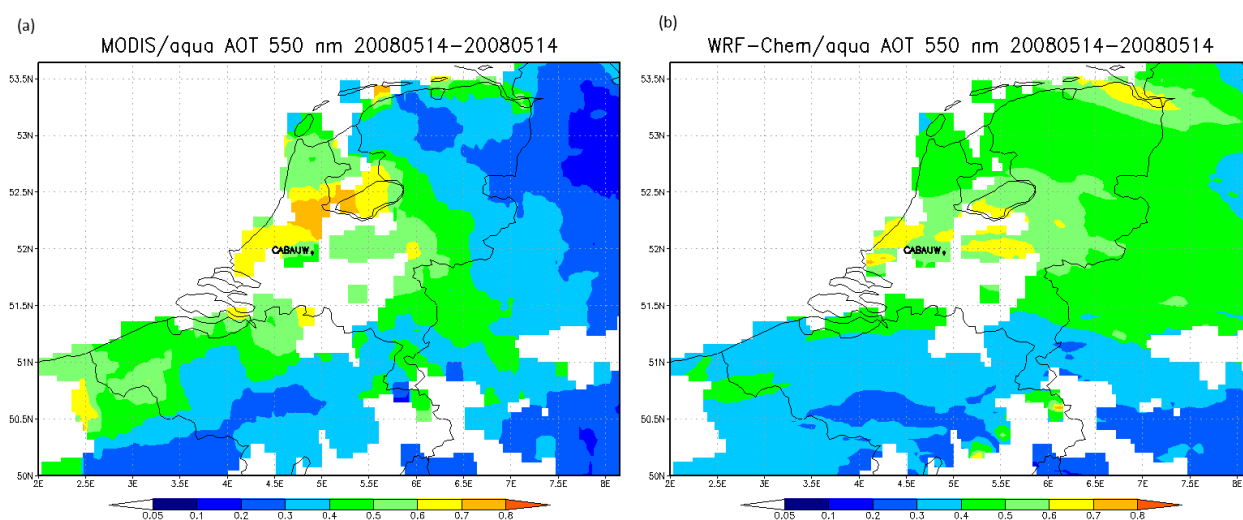 (a)
MODIS/aqua AOT 550 nm 20080514-20080514
53.5N
53N
52.5N
52N
51.5N
51N
50.5N
50N
CABAUW
2E 2.5E 3E 3.5E 4E 4.5E 5E 5.5E 6E 6.5E 7E 7.5E 8E
0.05 0.1 0.2 0.3 0.4 0.5 0.6 0.7 0.8
(b)
WRF-Chem/aqua AOT 550 nm 20080514-20080514
53.5N
53N
52.5N
52N
51.5N
51N
50.5N
50N
CABAUW
2E 2.5E 3E 3.5E 4E 4.5E 5E 5.5E 6E 6.5E 7E 7.5E 8E
0.05 0.1 0.2 0.3 0.4 0.5 0.6 0.7 0.8